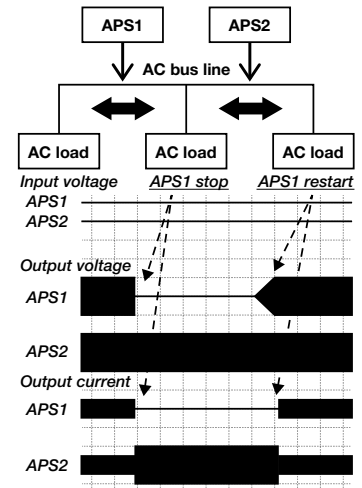 APS1 APS2
AC bus line
AC load AC load AC load
Input voltage APS1 stop APS1 restart
APS1
APS2
Output voltage
APS1
APS2
Output current
APS1
APS2